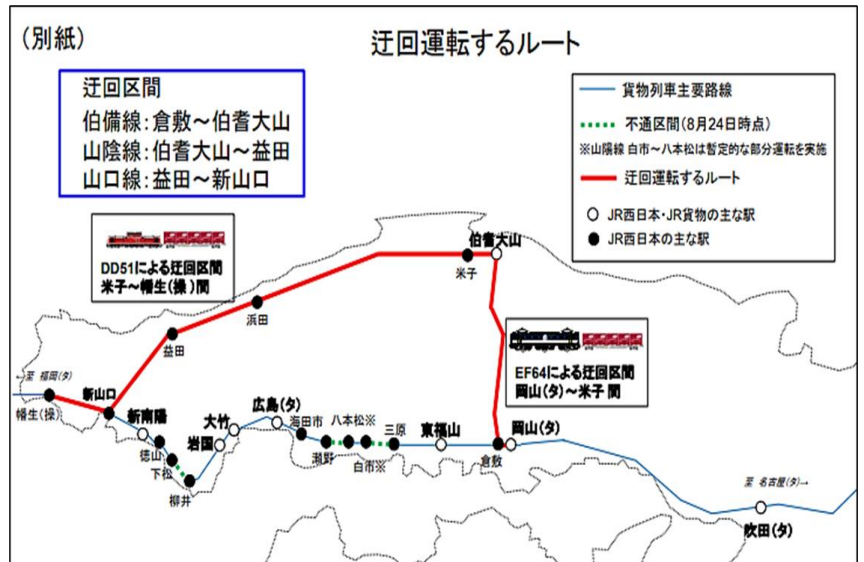 (別紙)
迂回運転するルート
迂回区間
伯備線:倉敷~伯耆大山
山陰線:伯耆大山~益田
山口線:益田~新山口
貨物列車主要路線
不通区間(8月24日時点)
※山陽線 白市~八本松は暫定的な部分運転を実施
迂回運転するルート
JR西日本・JR貨物の主な駅
JR西日本の主な駅
DD51による迂回区間
米子~幡生(操)間
伯耆大山
米子
浜田
益田
EF64による迂回区間
岡山(タ)~米子 間
←至 福岡(タ)
幡生(操)
新山口
新南陽
徳山
下松
柳井
岩国
大竹
広島(タ)
海田市
瀬野
八本松※
白市※
三原
東福山
倉敷
岡山(タ)
至 名古屋(タ)→
吹田(タ)